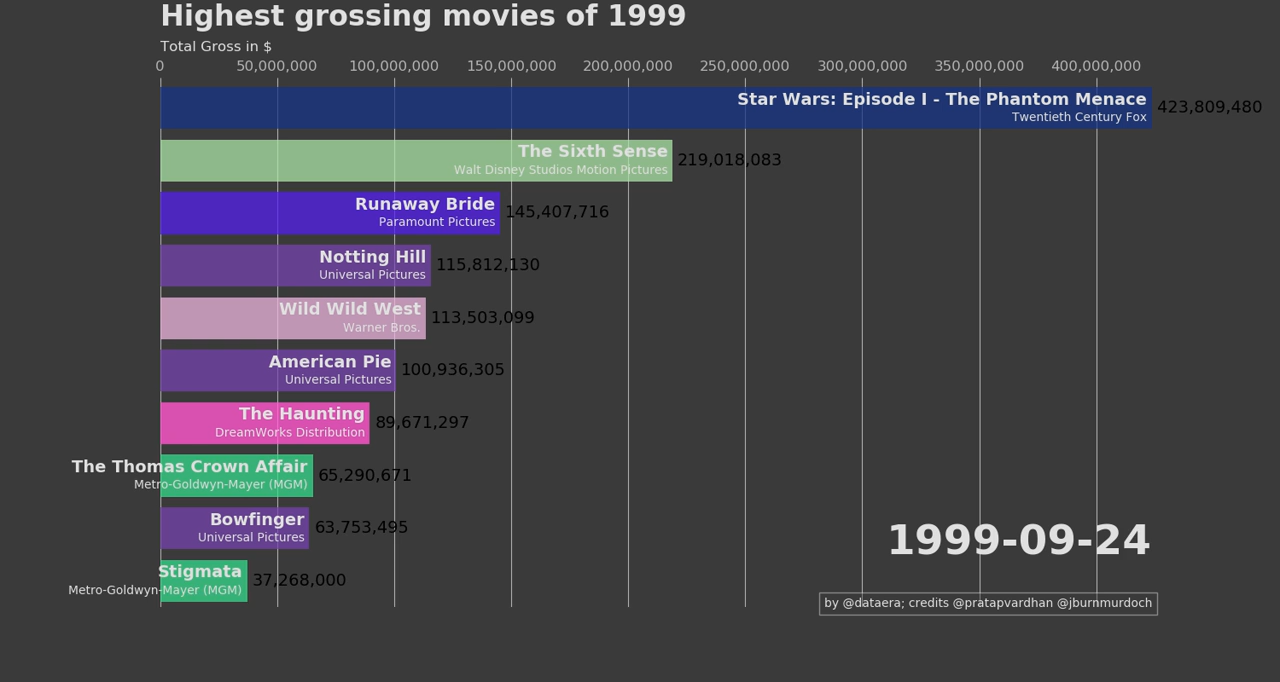 Highest grossing movies of 1999
Total Gross in $
0 50,000,000 100,000,000 150,000,000 200,000,000 250,000,000 300,000,000 350,000,000 400,000,000
Star Wars: Episode I - The Phantom Menace
Twentieth Century Fox
423,809,480
The Sixth Sense
Walt Disney Studios Motion Pictures
219,018,083
Runaway Bride
Paramount Pictures
145,407,716
Notting Hill
Universal Pictures
115,812,130
Wild Wild West
Warner Bros.
113,503,099
American Pie
Universal Pictures
100,936,305
The Haunting
DreamWorks Distribution
89,671,297
The Thomas Crown Affair
Metro-Goldwyn-Mayer (MGM)
65,290,671
Bowfinger
Universal Pictures
63,753,495
Stigmata
Metro-Goldwyn-Mayer (MGM)
37,268,000
1999-09-24
by @dataera; credits @pratapvardhan @jburnmurdoch